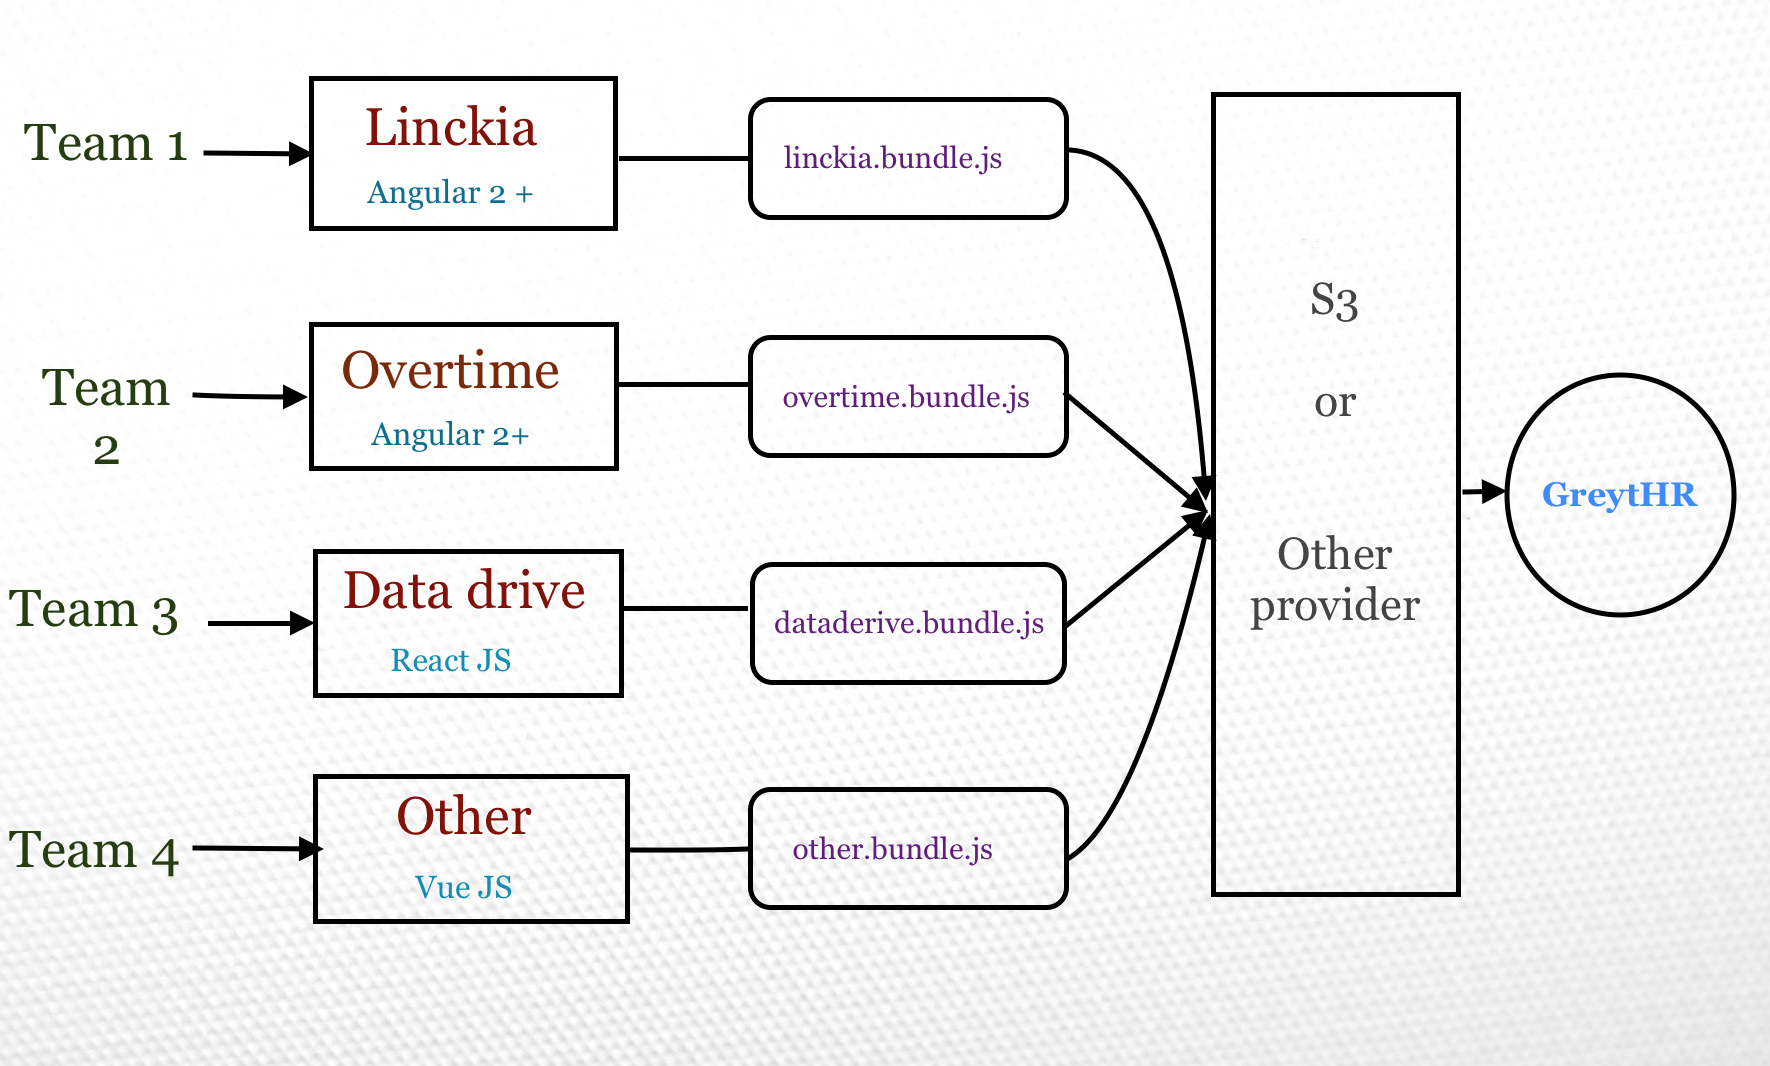 Team 1
Linckia
Angular 2 +
linckia.bundle.js
Team
2
Overtime
Angular 2+
overtime.bundle.js
Team 3
Data drive
React JS
dataderive.bundle.js
Team 4
Other
Vue JS
other.bundle.js
S3
or
Other
provider
GreytHR